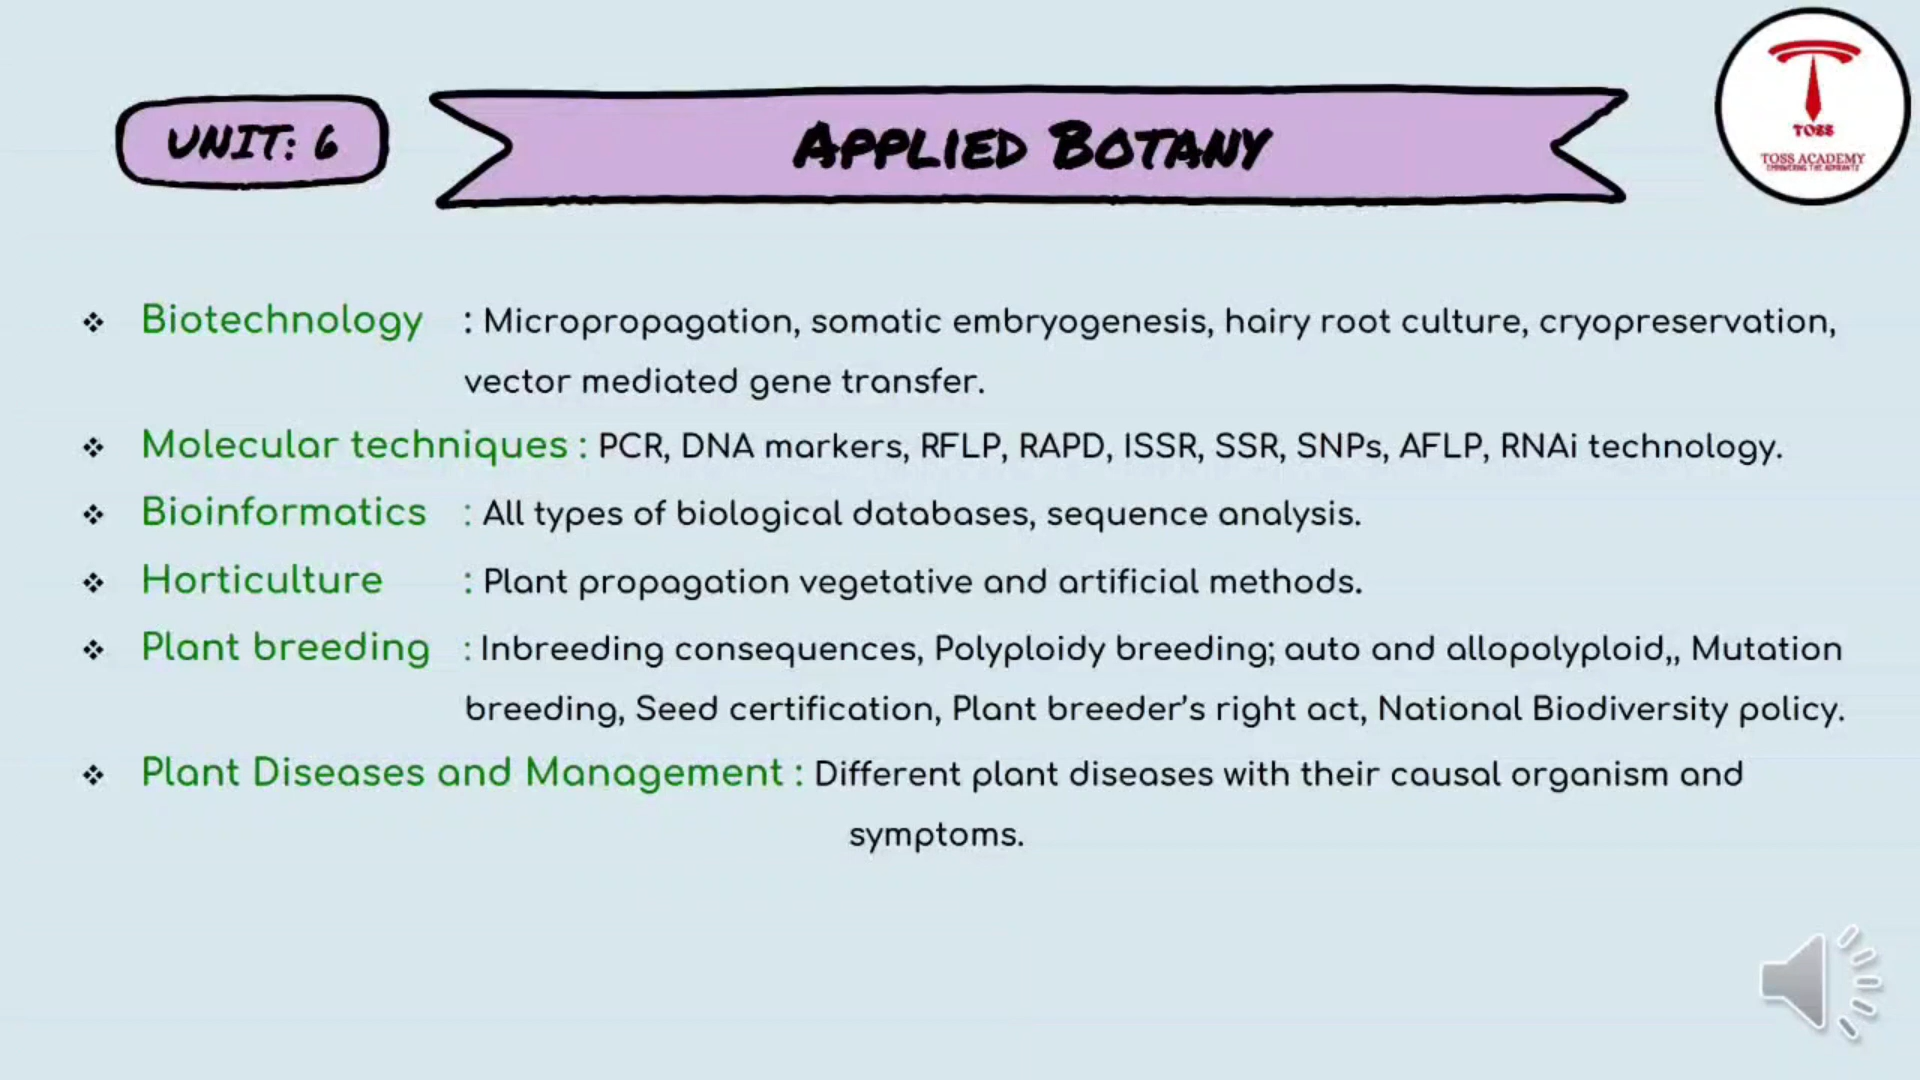 UNIT: 6
APPLIED BOTANY
TOSS
TOSS ACADEMY
EMPOWERING THE ASPIRANTS
❖ Biotechnology : Micropropagation, somatic embryogenesis, hairy root culture, cryopreservation,
vector mediated gene transfer.
❖ Molecular techniques : PCR, DNA markers, RFLP, RAPD, ISSR, SSR, SNPs, AFLP, RNAi technology.
❖ Bioinformatics : All types of biological databases, sequence analysis.
❖ Horticulture : Plant propagation vegetative and artificial methods.
❖ Plant breeding : Inbreeding consequences, Polyploidy breeding; auto and allopolyploid,, Mutation
breeding, Seed certification, Plant breeder’s right act, National Biodiversity policy.
❖ Plant Diseases and Management : Different plant diseases with their causal organism and
symptoms.